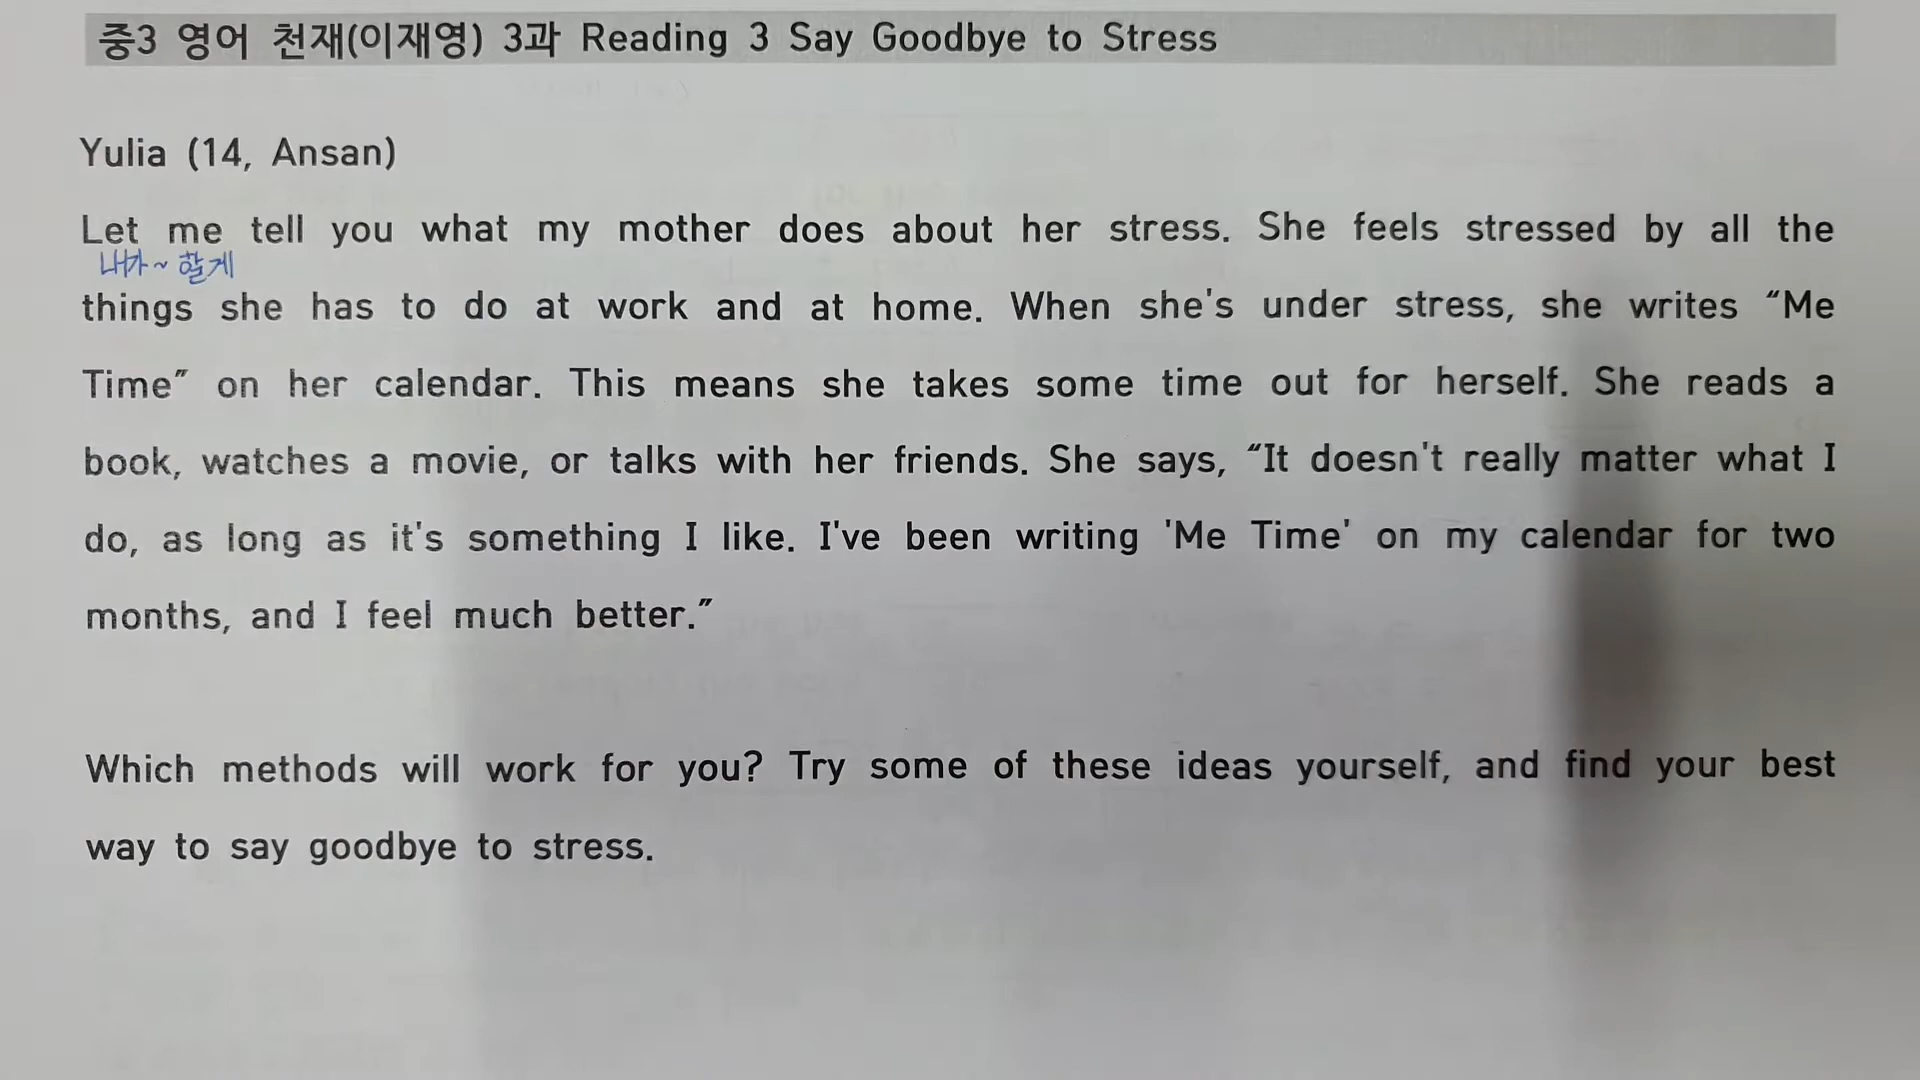 중3 영어 천재(이재영) 3과 Reading 3 Say Goodbye to Stress
Yulia (14, Ansan)
Let me tell you what my mother does about her stress. She feels stressed by all the
내가~할게
things she has to do at work and at home. When she's under stress, she writes “Me
Time” on her calendar. This means she takes some time out for herself. She reads a
book, watches a movie, or talks with her friends. She says, “It doesn't really matter what I
do, as long as it's something I like. I've been writing 'Me Time' on my calendar for two
months, and I feel much better.”
Which methods will work for you? Try some of these ideas yourself, and find your best
way to say goodbye to stress.